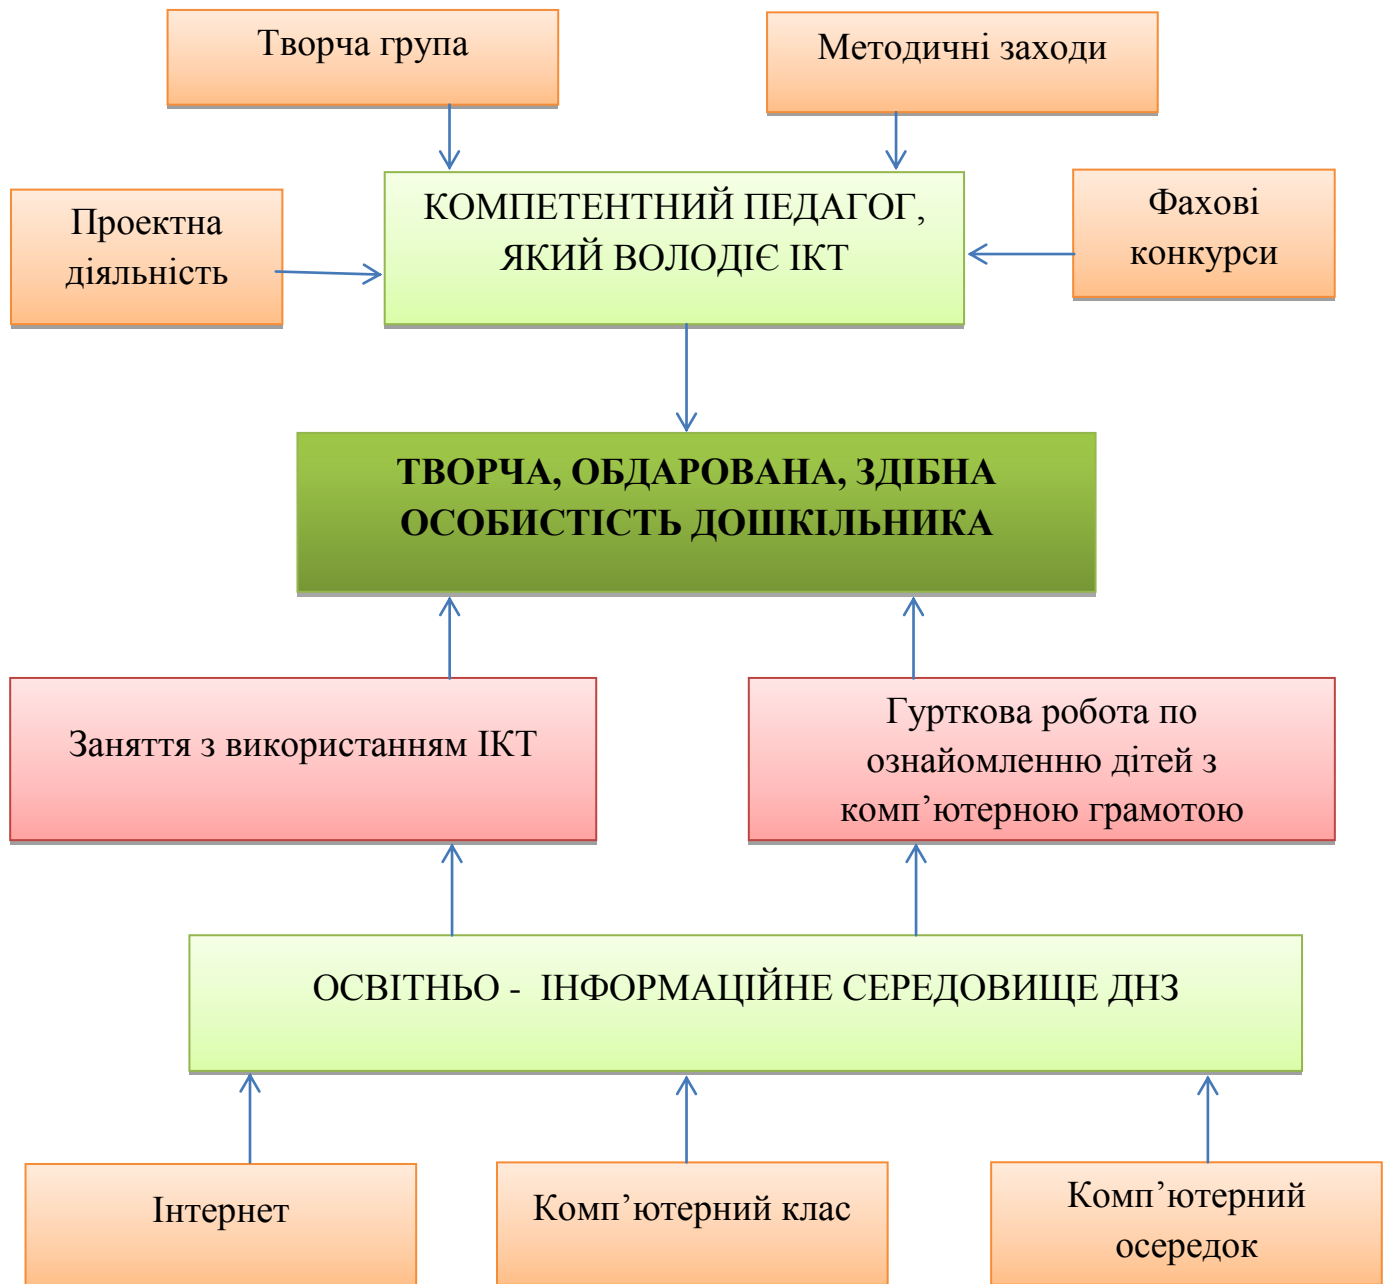 Творча група
Методичні заходи
КОМПЕТЕНТНИЙ ПЕДАГОГ,
ЯКИЙ ВОЛОДІЄ ІКТ
Проектна
діяльність
Фахові
конкурси
ТВОРЧА, ОБДАРОВАНА, ЗДІБНА
ОСОБИСТІСТЬ ДОШКІЛЬНИКА
Заняття з використанням ІКТ
Гурткова робота по
ознайомленню дітей з
комп’ютерною грамотою
ОСВІТНЬО - ІНФОРМАЦІЙНЕ СЕРЕДОВИЩЕ ДНЗ
Інтернет
Комп’ютерний клас
Комп’ютерний
осередок